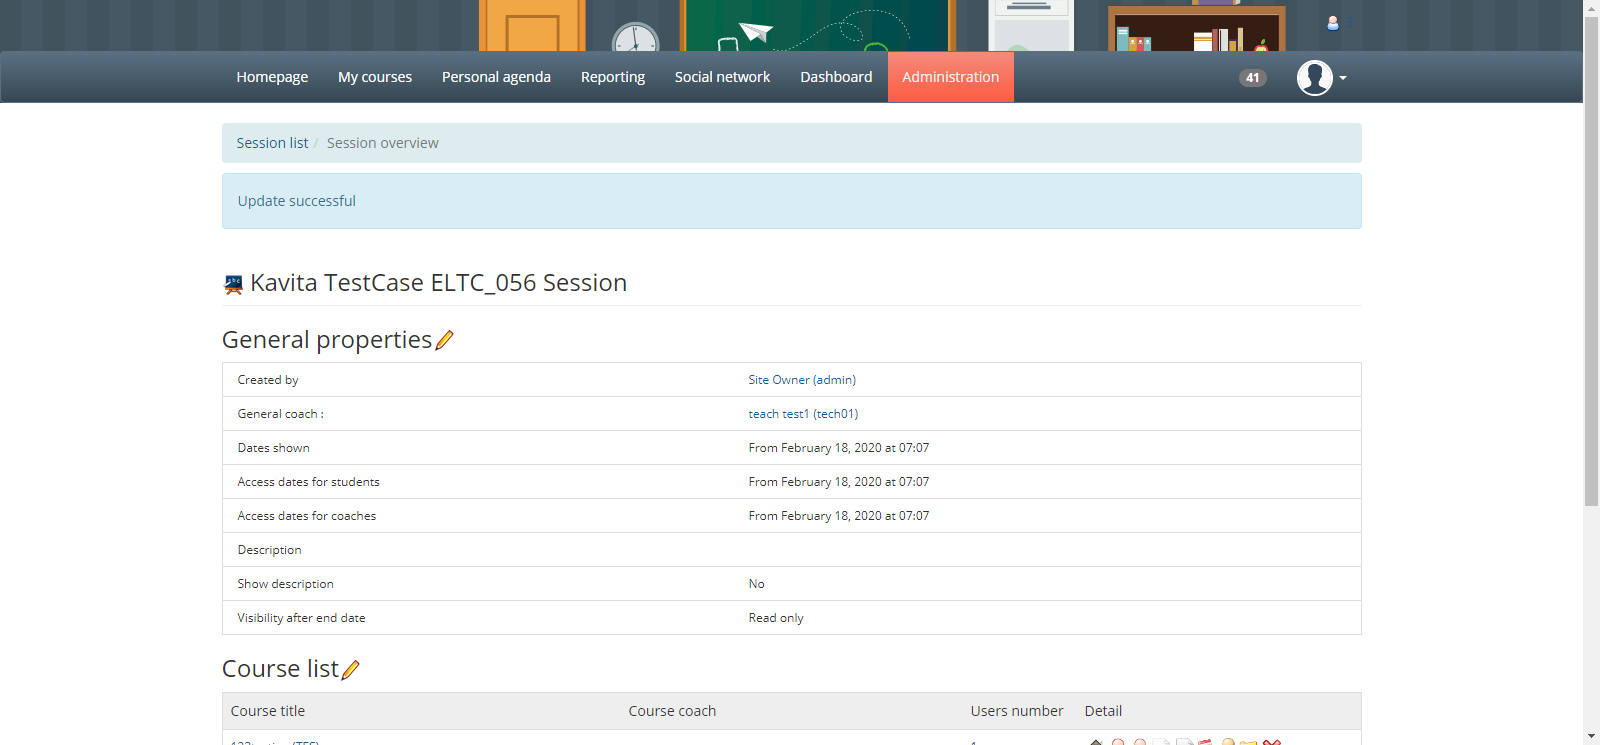 Homepage My courses Personal agenda Reporting Social network Dashboard Administration 41
Session list / Session overview
Update successful
Kavita TestCase ELTC_056 Session
General properties
Created by Site Owner (admin)
General coach : teach test1 (tech01)
Dates shown From February 18, 2020 at 07:07
Access dates for students From February 18, 2020 at 07:07
Access dates for coaches From February 18, 2020 at 07:07
Description
Show description No
Visibility after end date Read only
Course list
Course title Course coach Users number Detail